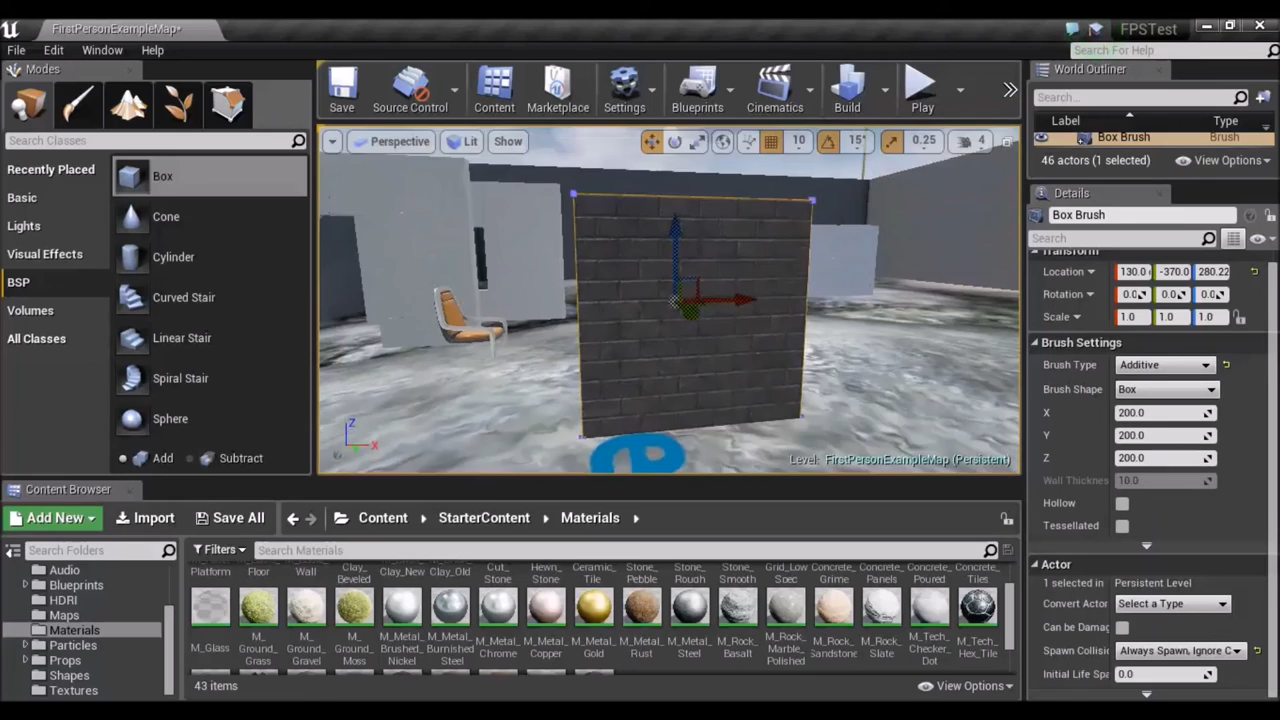 FirstPersonExampleMap*
FPSTest
File Edit Window Help
Search For Help
Modes
Search Classes
Recently Placed
Basic
Lights
Visual Effects
BSP
Volumes
All Classes
Box
Cone
Cylinder
Curved Stair
Linear Stair
Spiral Stair
Sphere
Add Subtract
Save Source Control Content Marketplace Settings Blueprints Cinematics Build Play
Perspective Lit Show 10 15° 0.25 4
Z
X
Level: FirstPersonExampleMap (Persistent)
World Outliner
Search...
Label Type
Box Brush Brush
46 actors (1 selected) View Options
Details
Box Brush
Search
Transform
Location 130.0 -370.0 280.22
Rotation 0.0 0.0 0.0
Scale 1.0 1.0 1.0
Brush Settings
Brush Type Additive
Brush Shape Box
X 200.0
Y 200.0
Z 200.0
Wall Thicknes 10.0
Hollow
Tessellated
Actor
1 selected in Persistent Level
Convert Actor Select a Type
Can be Damag
Spawn Collisi Always Spawn, Ignore C
Initial Life Spa 0.0
Content Browser
Add New Import Save All Content StarterContent Materials
Search Folders
Filters Search Materials
Audio
Blueprints
HDRI
Maps
Materials
Particles
Props
Shapes
Textures
Platform Floor Wall Clay_Beveled Clay_New Clay_Old Cut_Stone Hewn_Stone Ceramic_Tile Stone_Pebble Stone_Rough Stone_Smooth Grid_Low Spec Concrete_Grime Concrete_Panels Concrete_Poured Concrete_Tiles
M_Glass M_Ground_Grass M_Ground_Gravel M_Ground_Moss M_Metal_Brushed_Nickel M_Metal_Burnished Steel M_Metal_Chrome M_Metal_Copper M_Metal_Gold M_Metal_Rust M_Metal_Steel M_Rock_Basalt M_Rock_Marble_Polished M_Rock_Sandstone M_Rock_Slate M_Tech_Checker_Dot M_Tech_Hex_Tile
43 items View Options